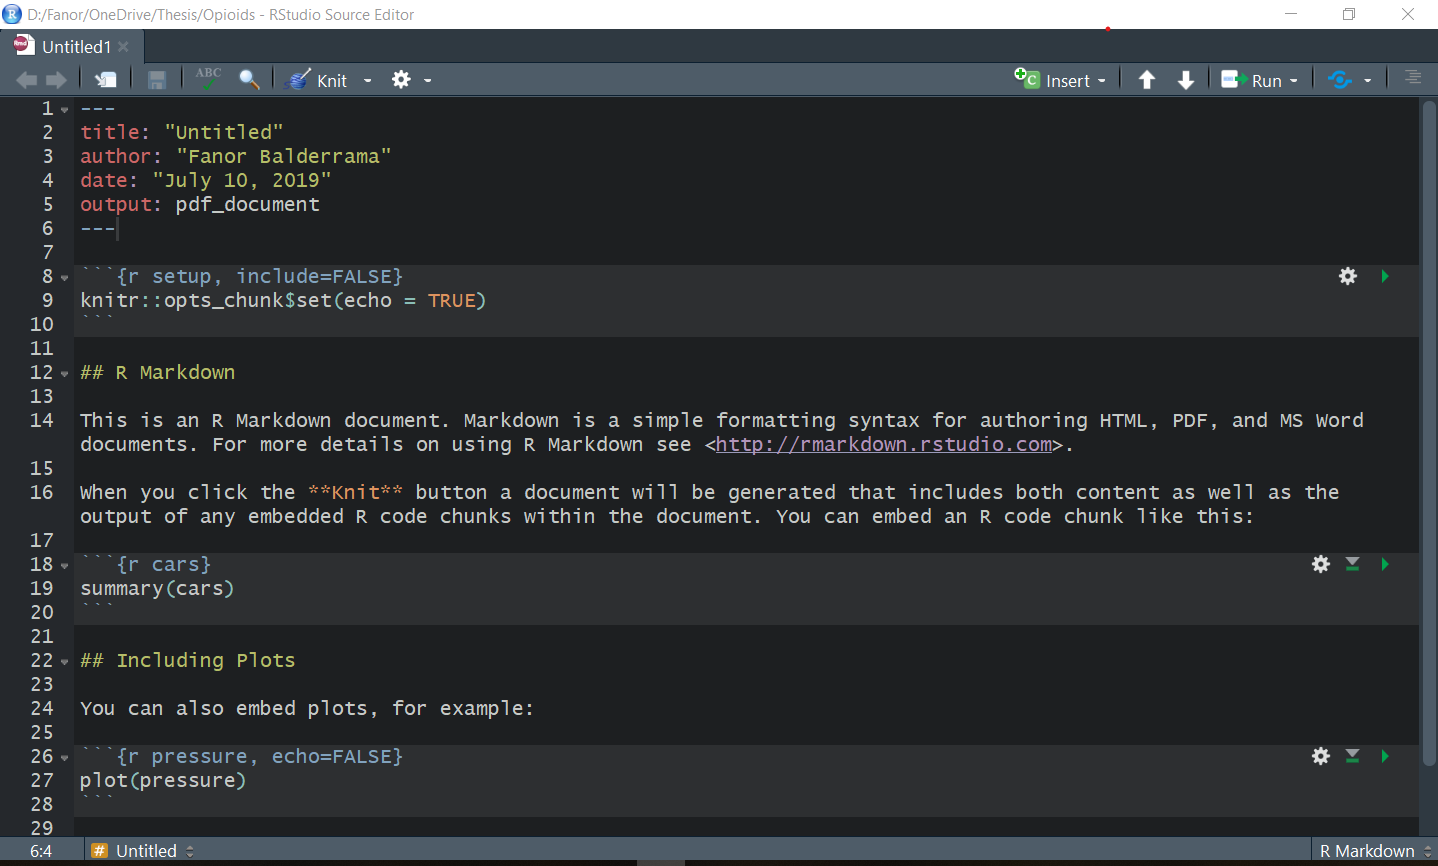 D:/Fanor/OneDrive/Thesis/Opioids - RStudio Source Editor
Untitled1
ABC Knit Insert Run
1 ---
2 title: "Untitled"
3 author: "Fanor Balderrama"
4 date: "July 10, 2019"
5 output: pdf_document
6 ---
7
8 ```{r setup, include=FALSE}
9 knitr::opts_chunk$set(echo = TRUE)
10 ```
11
12 ## R Markdown
13
14 This is an R Markdown document. Markdown is a simple formatting syntax for authoring HTML, PDF, and MS Word
documents. For more details on using R Markdown see <http://rmarkdown.rstudio.com>.
15
16 When you click the **Knit** button a document will be generated that includes both content as well as the
output of any embedded R code chunks within the document. You can embed an R code chunk like this:
17
18 ```{r cars}
19 summary(cars)
20 ```
21
22 ## Including Plots
23
24 You can also embed plots, for example:
25
26 ```{r pressure, echo=FALSE}
27 plot(pressure)
28 ```
29
6:4 # Untitled R Markdown